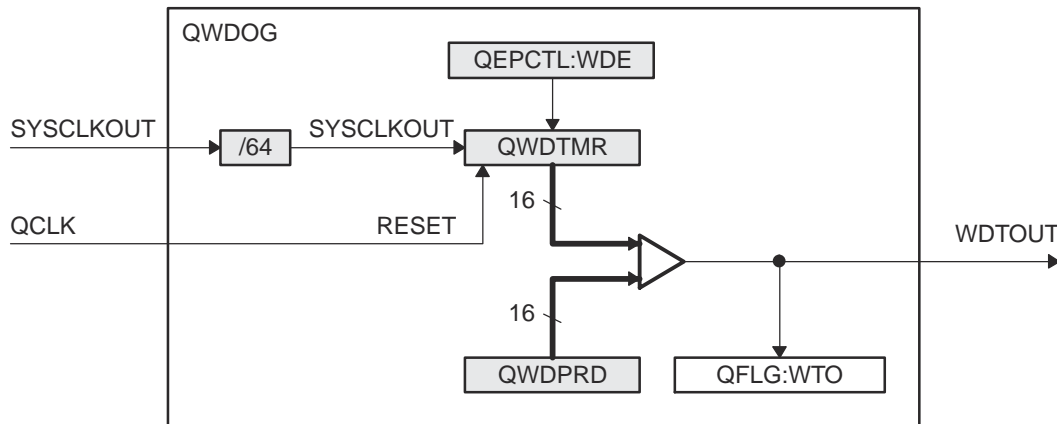 QWDOG
QEPCTL:WDE
SYSCLKOUT
/64
SYSCLKOUT
QWDTMR
QCLK
RESET
16
WDTOUT
16
QWDPRD
QFLG:WTO